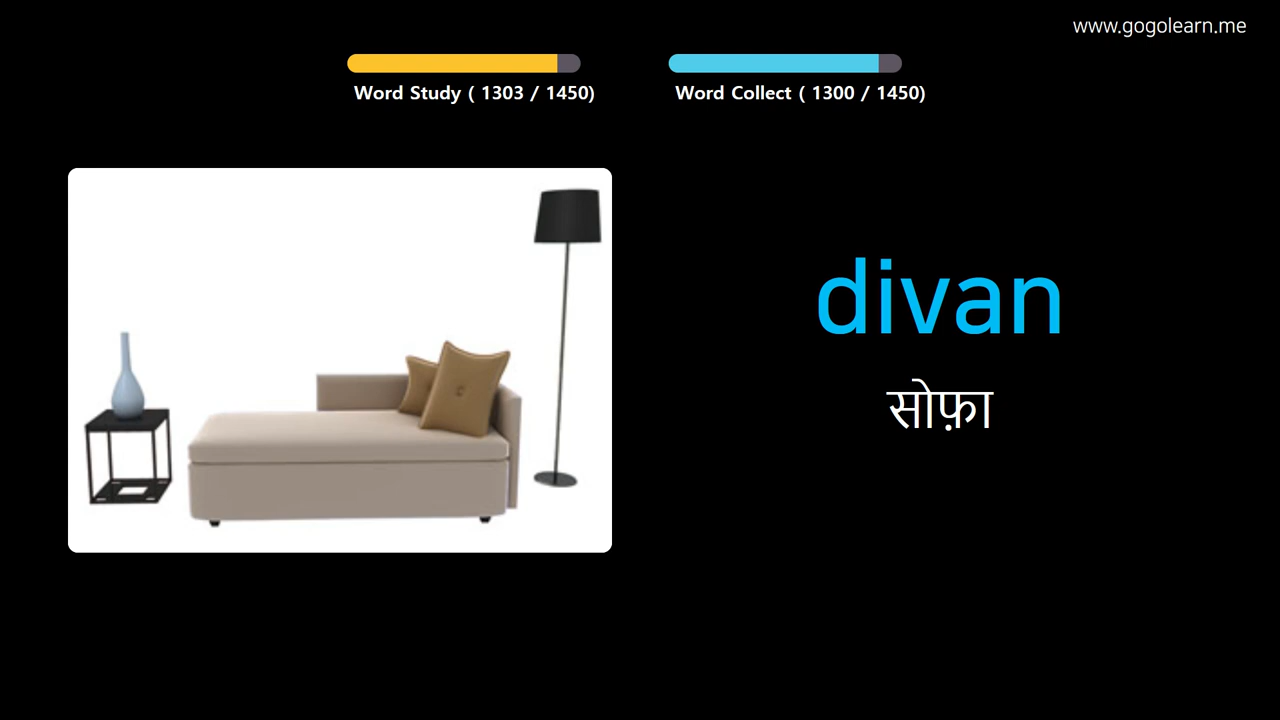 www.gogolearn.me
Word Study ( 1303 / 1450)
Word Collect ( 1300 / 1450)
divan
सोफ़ा